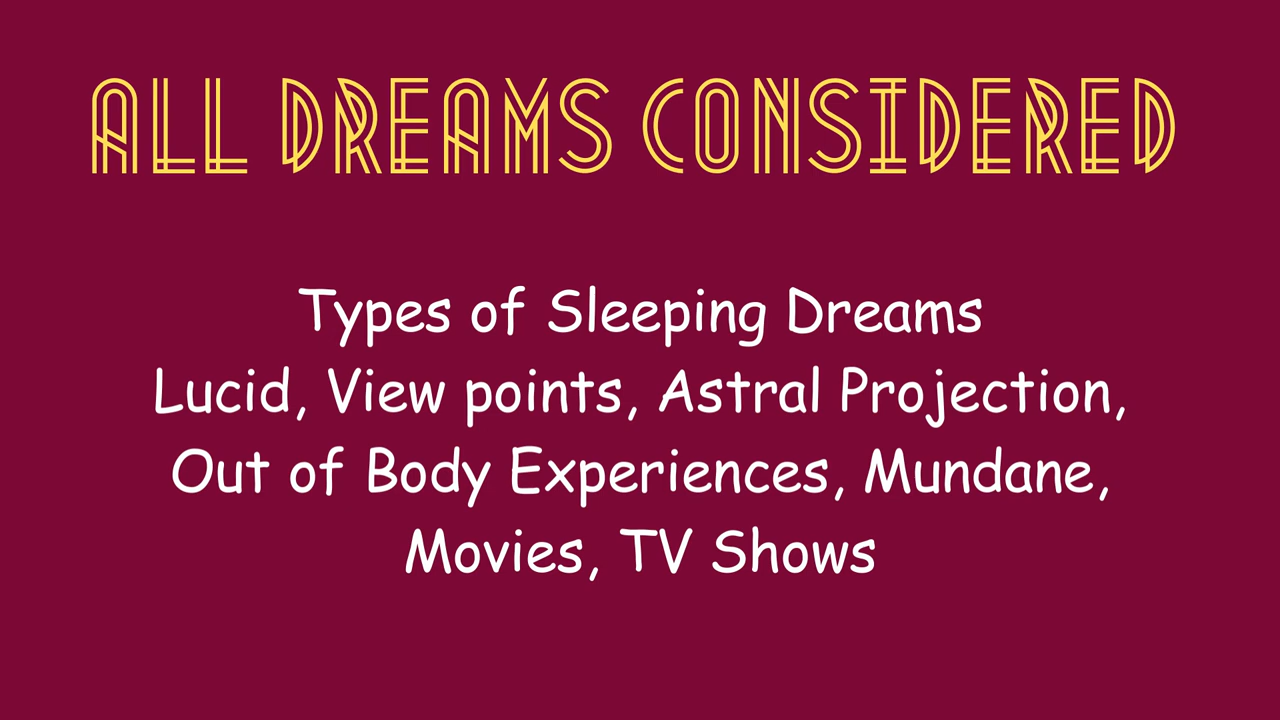 ALL DREAMS CONSIDERED
Types of Sleeping Dreams
Lucid, View points, Astral Projection,
Out of Body Experiences, Mundane,
Movies, TV Shows